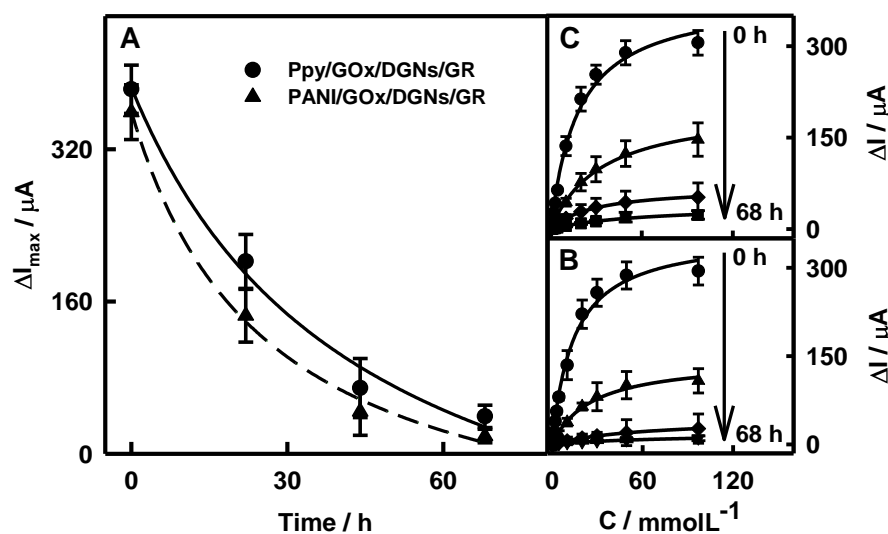 A
Ppy/GOx/DGNs/GR
PANI/GOx/DGNs/GR
320
160
0
ΔImax / µA
0 30 60
Time / h
C
0 h
68 h
300
150
0
ΔI / µA
B
0 h
68 h
300
150
0
ΔI / µA
0 60 120
C / mmolL-1